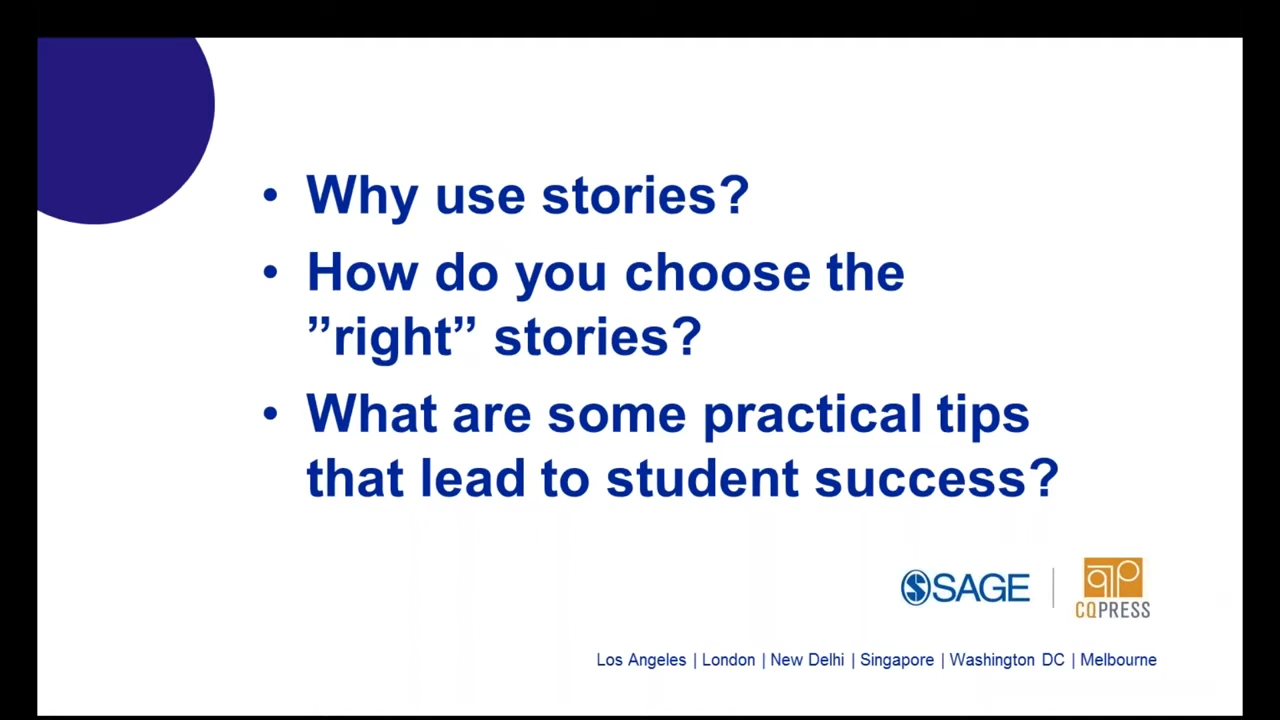 • Why use stories?
• How do you choose the
”right” stories?
• What are some practical tips
that lead to student success?
SAGE
CQPRESS
Los Angeles | London | New Delhi | Singapore | Washington DC | Melbourne